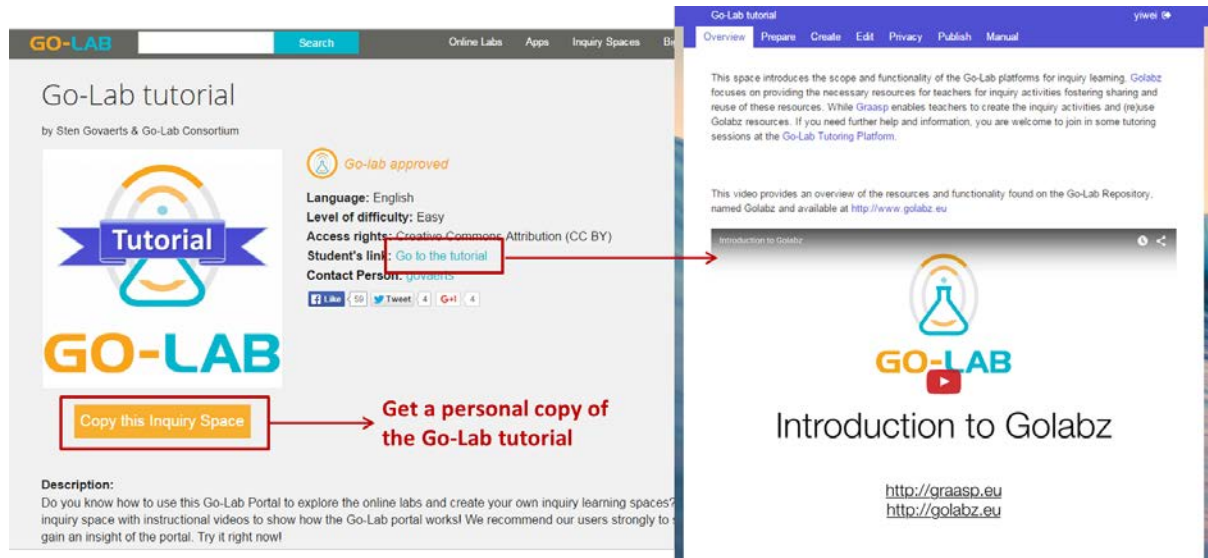 GO-LAB
Search
Online Labs Apps Inquiry Spaces
Go-Lab tutorial
by Sten Govaerts & Go-Lab Consortium
Tutorial
GO-LAB
Go-lab approved
Language: English
Level of difficulty: Easy
Access rights: Creative Commons Attribution (CC BY)
Student's link: Go to the tutorial
Contact Person: govaerts
Like 59 Tweet 4 G+1 4
Copy this Inquiry Space
Get a personal copy of
the Go-Lab tutorial
Description:
Do you know how to use this Go-Lab Portal to explore the online labs and create your own inquiry learning spaces?
inquiry space with instructional videos to show how the Go-Lab portal works! We recommend our users strongly to
gain an insight of the portal. Try it right now!
Go-Lab tutorial
yiwei
Overview Prepare Create Edit Privacy Publish Manual
This space introduces the scope and functionality of the Go-Lab platforms for inquiry learning. Golabz
focuses on providing the necessary resources for teachers for inquiry activities fostering sharing and
reuse of these resources. While Graasp enables teachers to create the inquiry activities and (re)use
Golabz resources. If you need further help and information, you are welcome to join in some tutoring
sessions at the Go-Lab Tutoring Platform.
This video provides an overview of the resources and functionality found on the Go-Lab Repository,
named Golabz and available at http://www.golabz.eu
Introduction to Golabz
GO-LAB
Introduction to Golabz
http://graasp.eu
http://golabz.eu